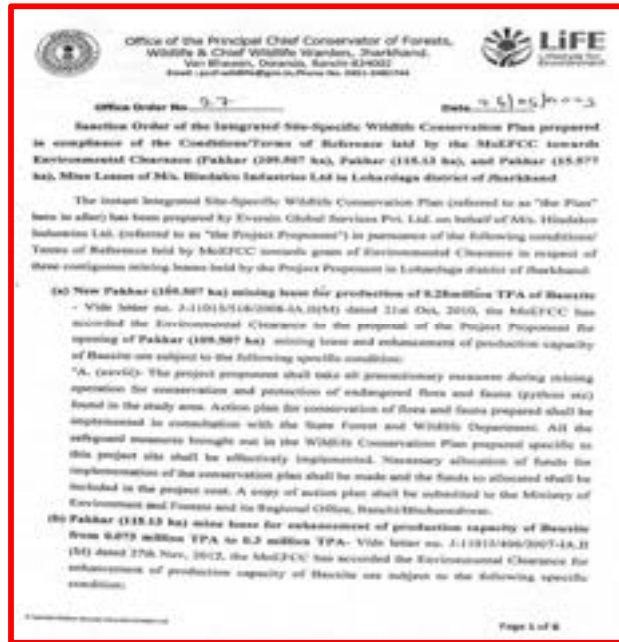 Office of the Principal Chief Conservator of Forests,
Wildlife & Chief Wildlife Warden, Jharkhand.
Van Bhawan, Doranda, Ranchi-834002
LiFE
Lifestyle for
Environment
Office Order No 27
Date
Sanction Order of the Integrated Site-Specific Wildlife Conservation Plan prepared
in compliance of the Conditions/Terms of Reference laid by the MoEFCC towards
Environmental Clearance (Pakhar (109.507 ha), Pakhar (115.13 ha), and Pakhar (15.577
ha), Mine Leases of M/s. Hindalco Industries Ltd in Lohardaga district of Jharkhand
The instant Integrated Site-Specific Wildlife Conservation Plan (referred to as "the Plan"
here in after) has been prepared by Global Services Pvt. Ltd. on behalf of M/s. Hindalco
Industries Ltd. (referred to as "the Project Proponent") in pursuance of the following conditions/
Terms of Reference laid by MoEFCC towards grant of Environmental Clearance in respect of
three contiguous mining leases held by the Project Proponent in Lohardaga district of Jharkhand.
(a) New Pakhar (109.507 ha) mining lease for production of 0.28million TPA of Bauxite
- Vide letter no. dated 21st Oct, 2010, the MoEFCC has
accorded the Environmental Clearance to the proposal of the Project Proponent for
opening of Pakhar (109.507 ha) mining lease and enhancement of production capacity
of Bauxite ore subject to the following specific condition:
"A. The project proponent shall take all precautionary measures during mining
operation for conservation and protection of endangered flora and fauna (python etc)
found in the study area. Action plan for conservation of flora and fauna prepared shall be
implemented in consultation with the State Forest and Wildlife Department. All the
safeguard measures brought out in the Wildlife Conservation Plan prepared specific to
this project site shall be effectively implemented. Necessary allocation of funds for
implementation of the conservation plan shall be made and the funds so allocated shall be
included in the project cost. A copy of action plan shall be submitted to the Ministry of
Environment and Forests and its Regional Office, Ranchi/Bhubaneshwar.
(b) Pakhar (115.13 ha) mine lease for enhancement of production capacity of Bauxite
from 0.075 million TPA to 0.3 million TPA- Vide letter no.
(M) dated 27th Nov, 2012, the MoEFCC has accorded the Environmental Clearance for
enhancement of production capacity of Bauxite ore subject to the following specific
condition:
Page 1 of 6